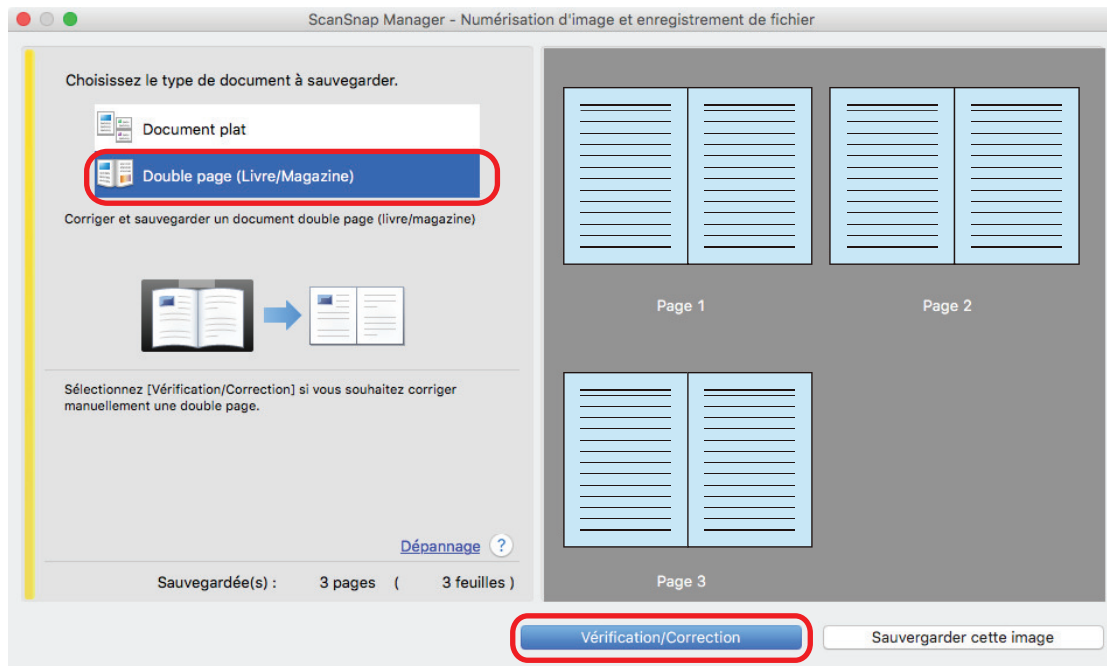 ScanSnap Manager - Numérisation d'image et enregistrement de fichier
Choisissez le type de document à sauvegarder.
Document plat
Double page (Livre/Magazine)
Corriger et sauvegarder un document double page (livre/magazine)
Sélectionnez [Vérification/Correction] si vous souhaitez corriger
manuellement une double page.
Dépannage ?
Sauvegardée(s) : 3 pages ( 3 feuilles )
Page 1
Page 2
Page 3
Vérification/Correction
Sauvergarder cette image